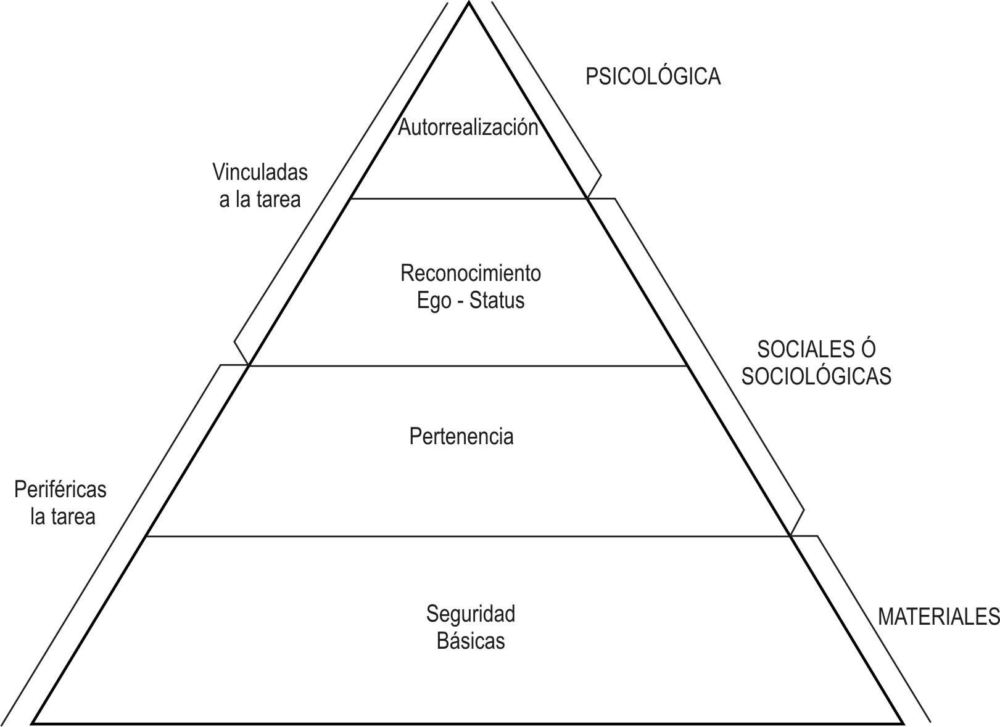 PSICOLÓGICA
Autorrealización
Vinculadas
a la tarea
Reconocimiento
Ego - Status
SOCIALES Ó
SOCIOLÓGICAS
Pertenencia
Periféricas
la tarea
Seguridad
Básicas
MATERIALES